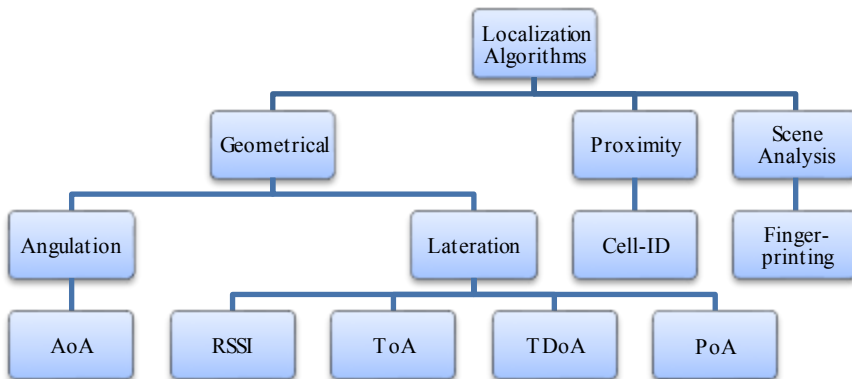 Localization
Algorithms
Geometrical
Proximity
Scene
Analysis
Angulation
Lateration
Cell-ID
Finger-
printing
AoA
RSSI
ToA
TDoA
PoA